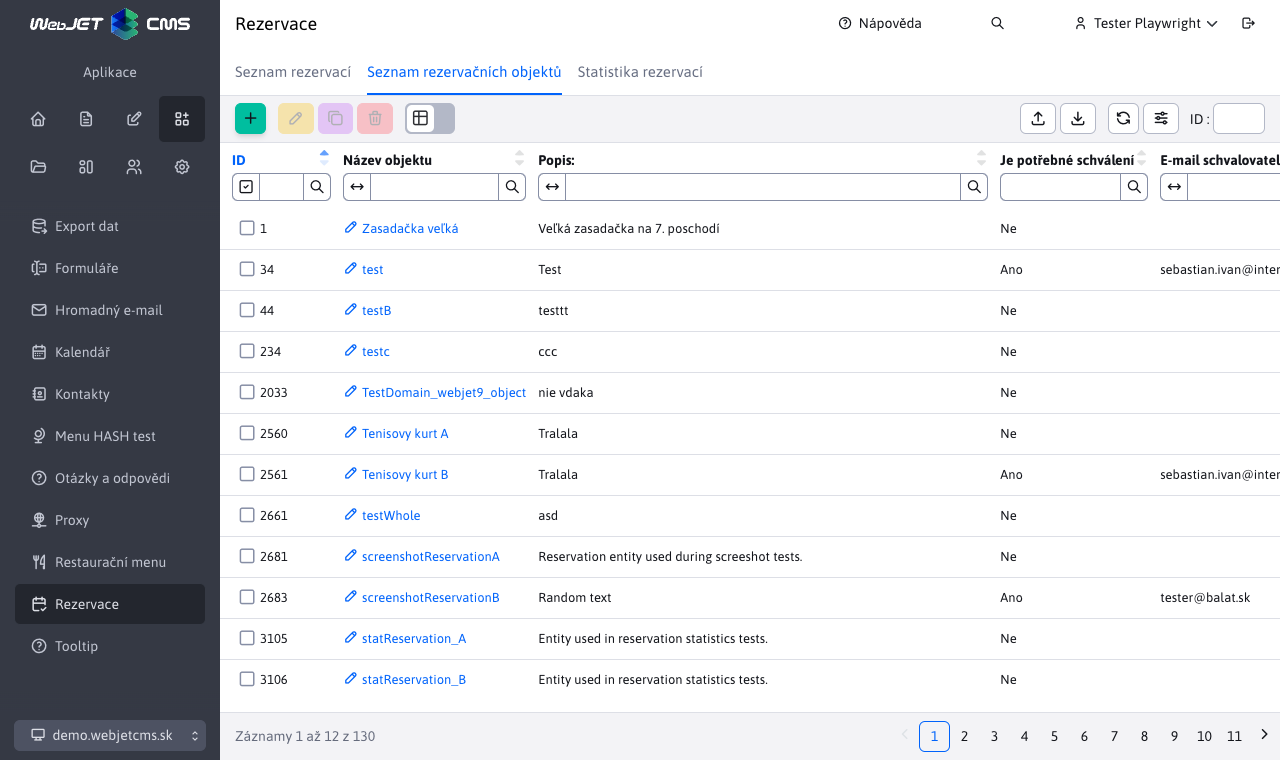 WebJET CMS
Rezervace
Nápověda
Tester Playwright
Aplikace
Seznam rezervací
Seznam rezervačních objektů
Statistika rezervací
ID :
Export dat
Formuláře
Hromadný e-mail
Kalendář
Kontakty
Menu HASH test
Otázky a odpovědi
Proxy
Restaurační menu
Rezervace
Tooltip
demo.webjetcms.sk
ID Název objektu Popis: Je potřebné schválení E-mail schvalovatel
1 Zasadačka veľká Veľká zasadačka na 7. poschodí Ne
34 test Test Ano sebastian.ivan@inter
44 testB testtt Ne
234 testc ccc Ne
2033 TestDomain_webjet9_object nie vdaka Ne
2560 Tenisovy kurt A Tralala Ne
2561 Tenisovy kurt B Tralala Ano sebastian.ivan@inter
2661 testWhole asd Ne
2681 screenshotReservationA Reservation entity used during screeshot tests. Ne
2683 screenshotReservationB Random text Ano tester@balat.sk
3105 statReservation_A Entity used in reservation statistics tests. Ne
3106 statReservation_B Entity used in reservation statistics tests. Ne
Záznamy 1 až 12 z 130
1 2 3 4 5 6 7 8 9 10 11